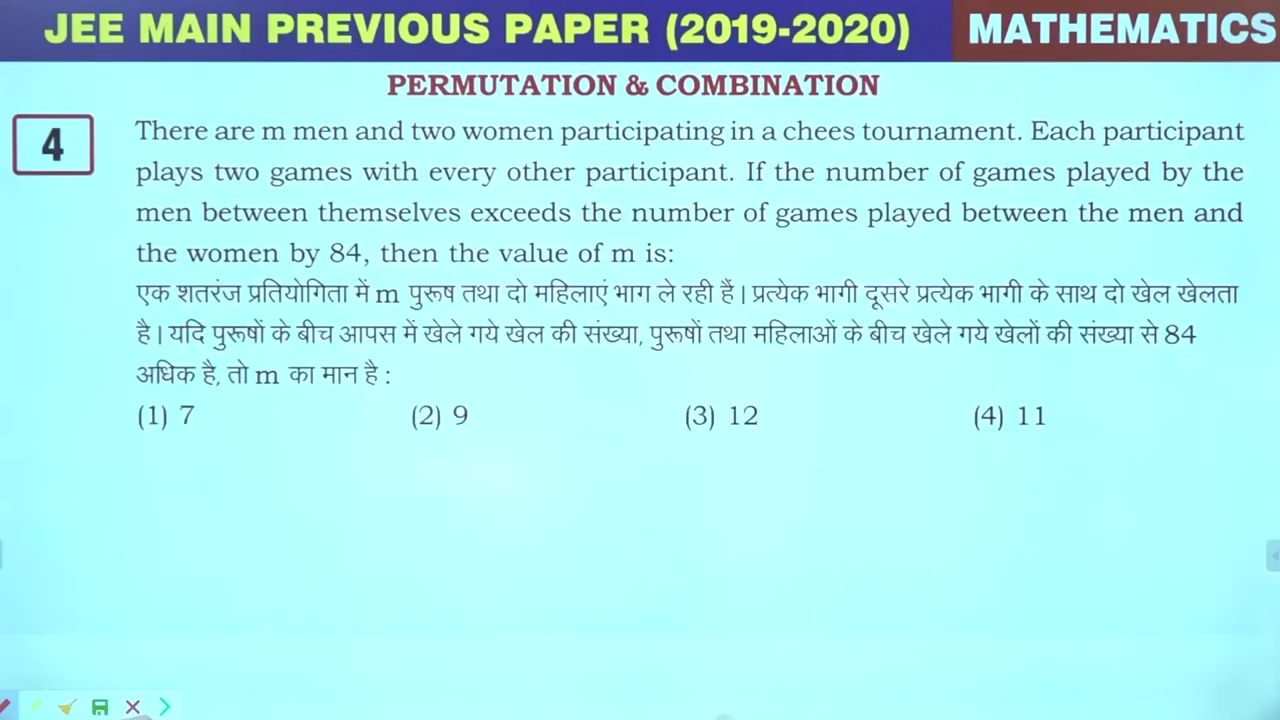 JEE MAIN PREVIOUS PAPER (2019-2020) MATHEMATICS
PERMUTATION & COMBINATION
4
There are m men and two women participating in a chees tournament. Each participant
plays two games with every other participant. If the number of games played by the
men between themselves exceeds the number of games played between the men and
the women by 84, then the value of m is:
एक शतरंज प्रतियोगिता में m पुरूष तथा दो महिलाएं भाग ले रही हैं। प्रत्येक भागी दूसरे प्रत्येक भागी के साथ दो खेल खेलता
है। यदि पुरूषों के बीच आपस में खेले गये खेल की संख्या, पुरूषों तथा महिलाओं के बीच खेले गये खेलों की संख्या से 84
अधिक है, तो m का मान है :
(1) 7 (2) 9 (3) 12 (4) 11